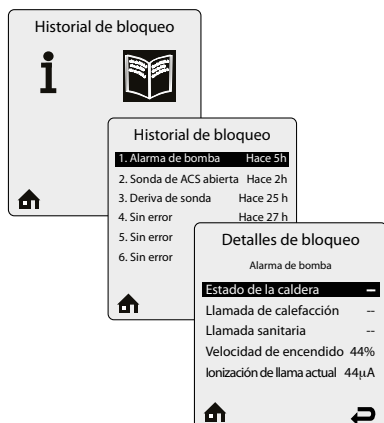 Historial de bloqueo
Historial de bloqueo
1. Alarma de bomba Hace 5h
2. Sonda de ACS abierta Hace 2h
3. Deriva de sonda Hace 25 h
4. Sin error Hace 27 h
5. Sin error
6. Sin error
Detalles de bloqueo
Alarma de bomba
Estado de la caldera –
Llamada de calefacción --
Llamada sanitaria --
Velocidad de encendido 44%
Ionización de llama actual 44µA